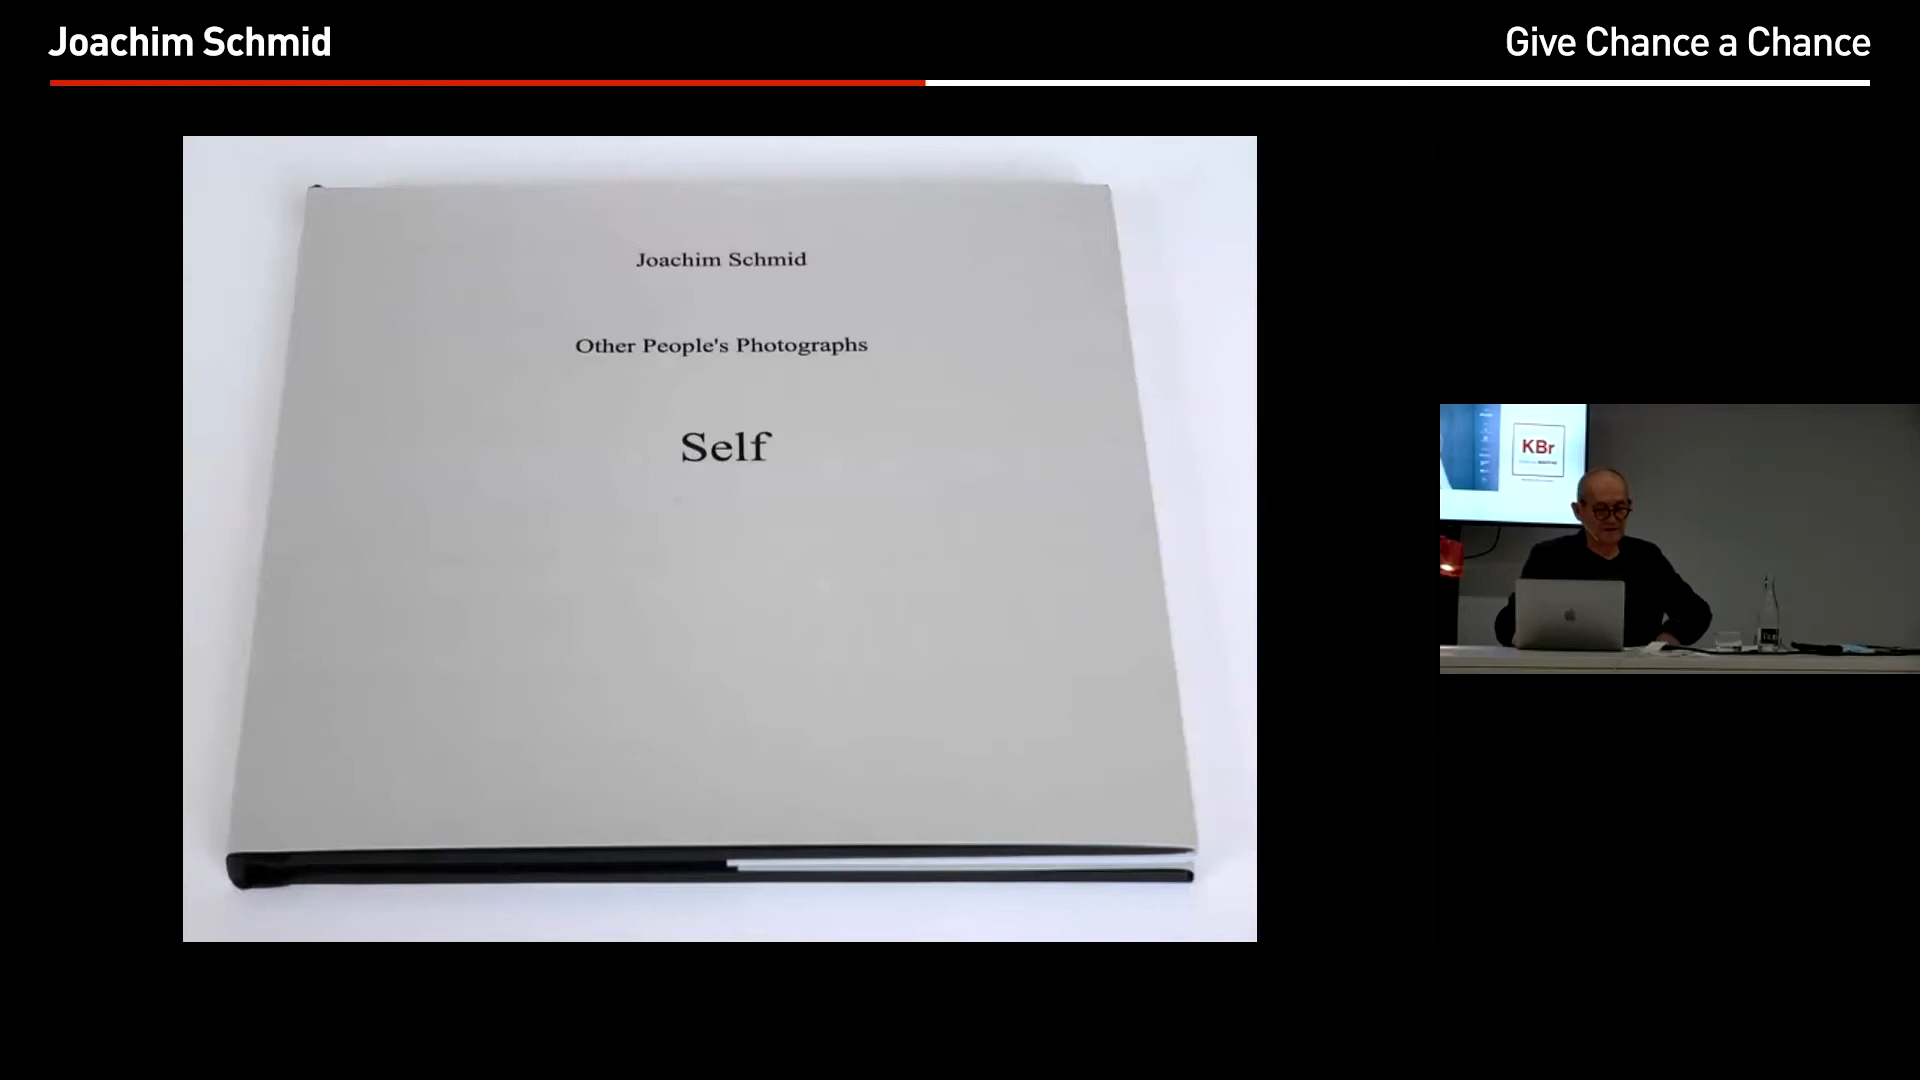 Joachim Schmid
Give Chance a Chance
Joachim Schmid
Other People's Photographs
Self
KBr